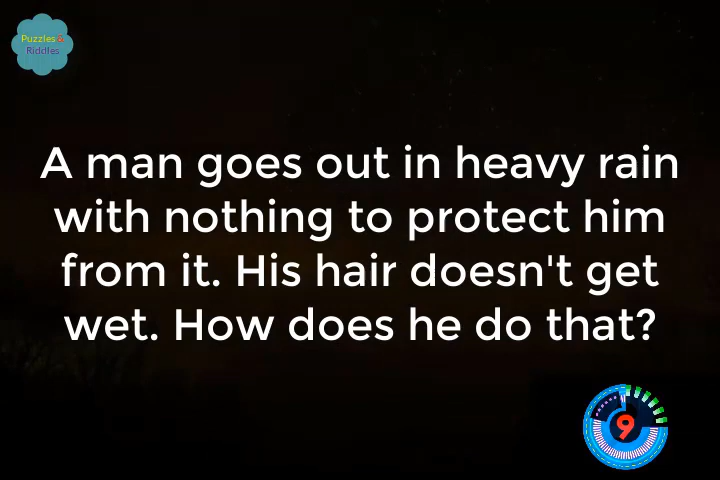 Puzzles &
Riddles
A man goes out in heavy rain
with nothing to protect him
from it. His hair doesn't get
wet. How does he do that?
9